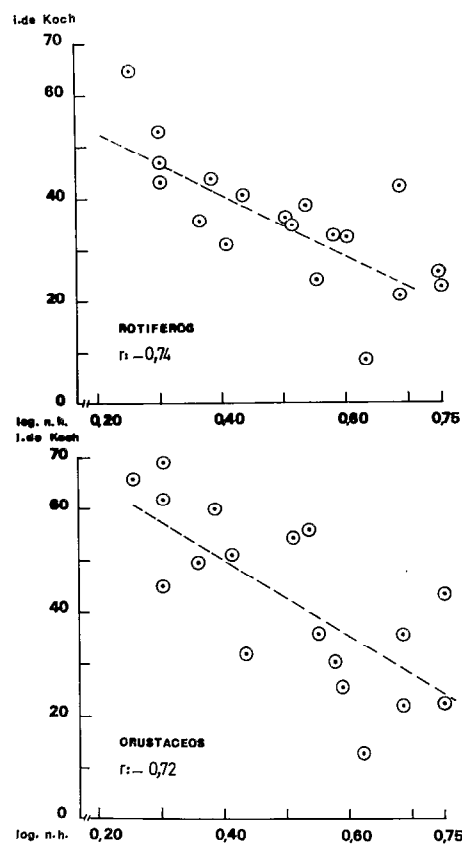 i.de Koch
70
60
40
20
ROTIFEROS
r: -0,74
0
0,20 0,40 0,60 0,75
log. n.h.
i.de Koch
70
60
40
20
CRUSTACEOS
r: -0,72
0
log. n.h. 0,20 0,40 0,60 0,75